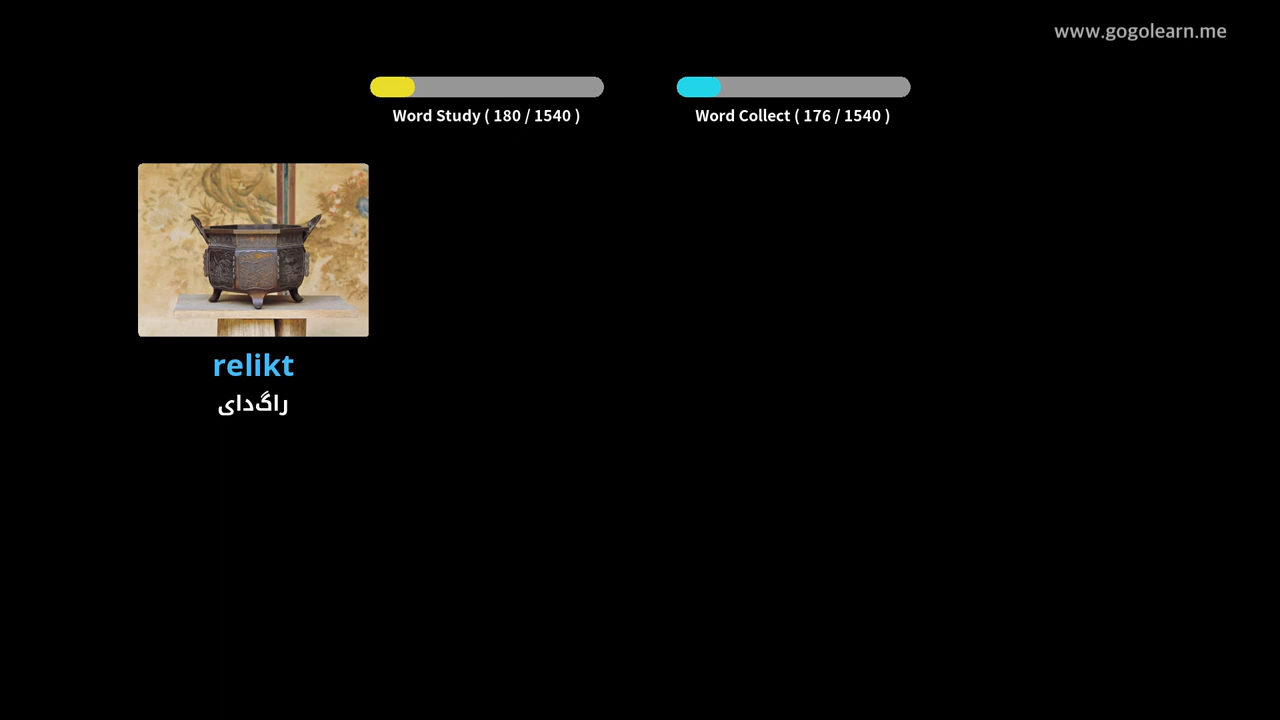 www.gogolearn.me
Word Study ( 180 / 1540 )
Word Collect ( 176 / 1540 )
relikt
راگدای